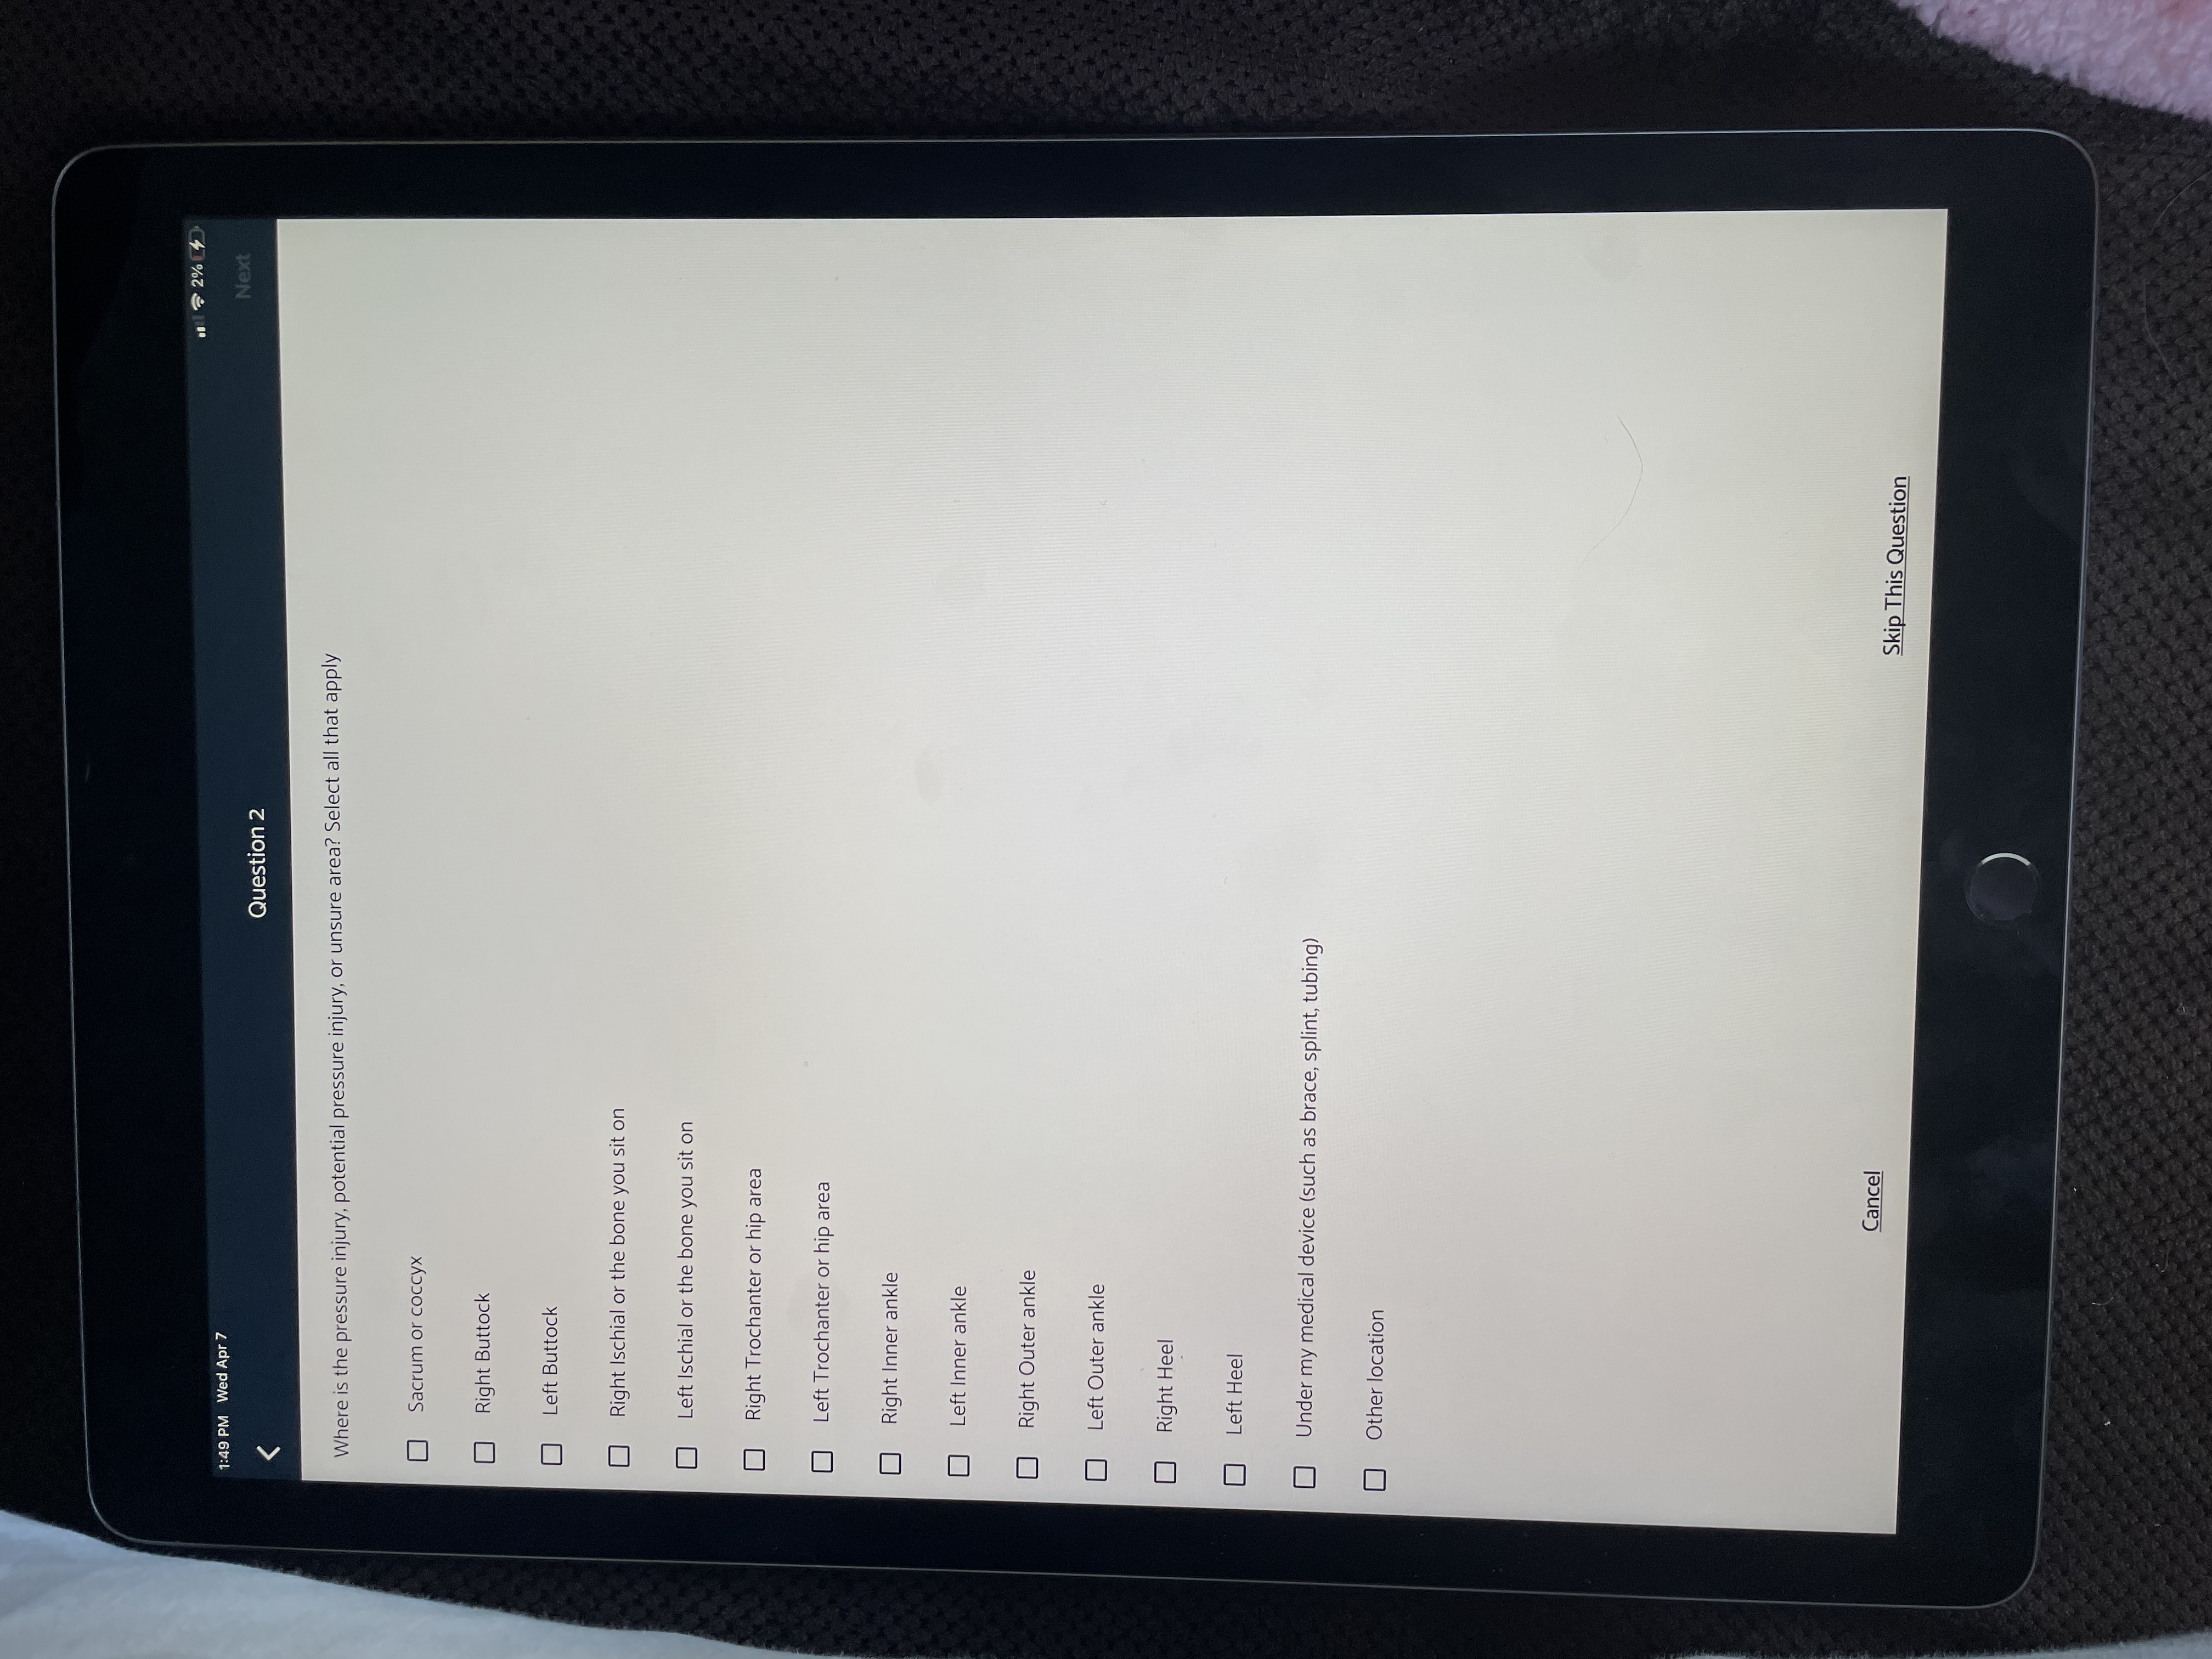 1:49 PM Wed Apr 7 2%
Question 2 Next
Where is the pressure injury, potential pressure injury, or unsure area? Select all that apply
Sacrum or coccyx
Right Buttock
Left Buttock
Right Ischial or the bone you sit on
Left Ischial or the bone you sit on
Right Trochanter or hip area
Left Trochanter or hip area
Right Inner ankle
Left Inner ankle
Right Outer ankle
Left Outer ankle
Right Heel
Left Heel
Under my medical device (such as brace, splint, tubing)
Other location
Cancel Skip This Question